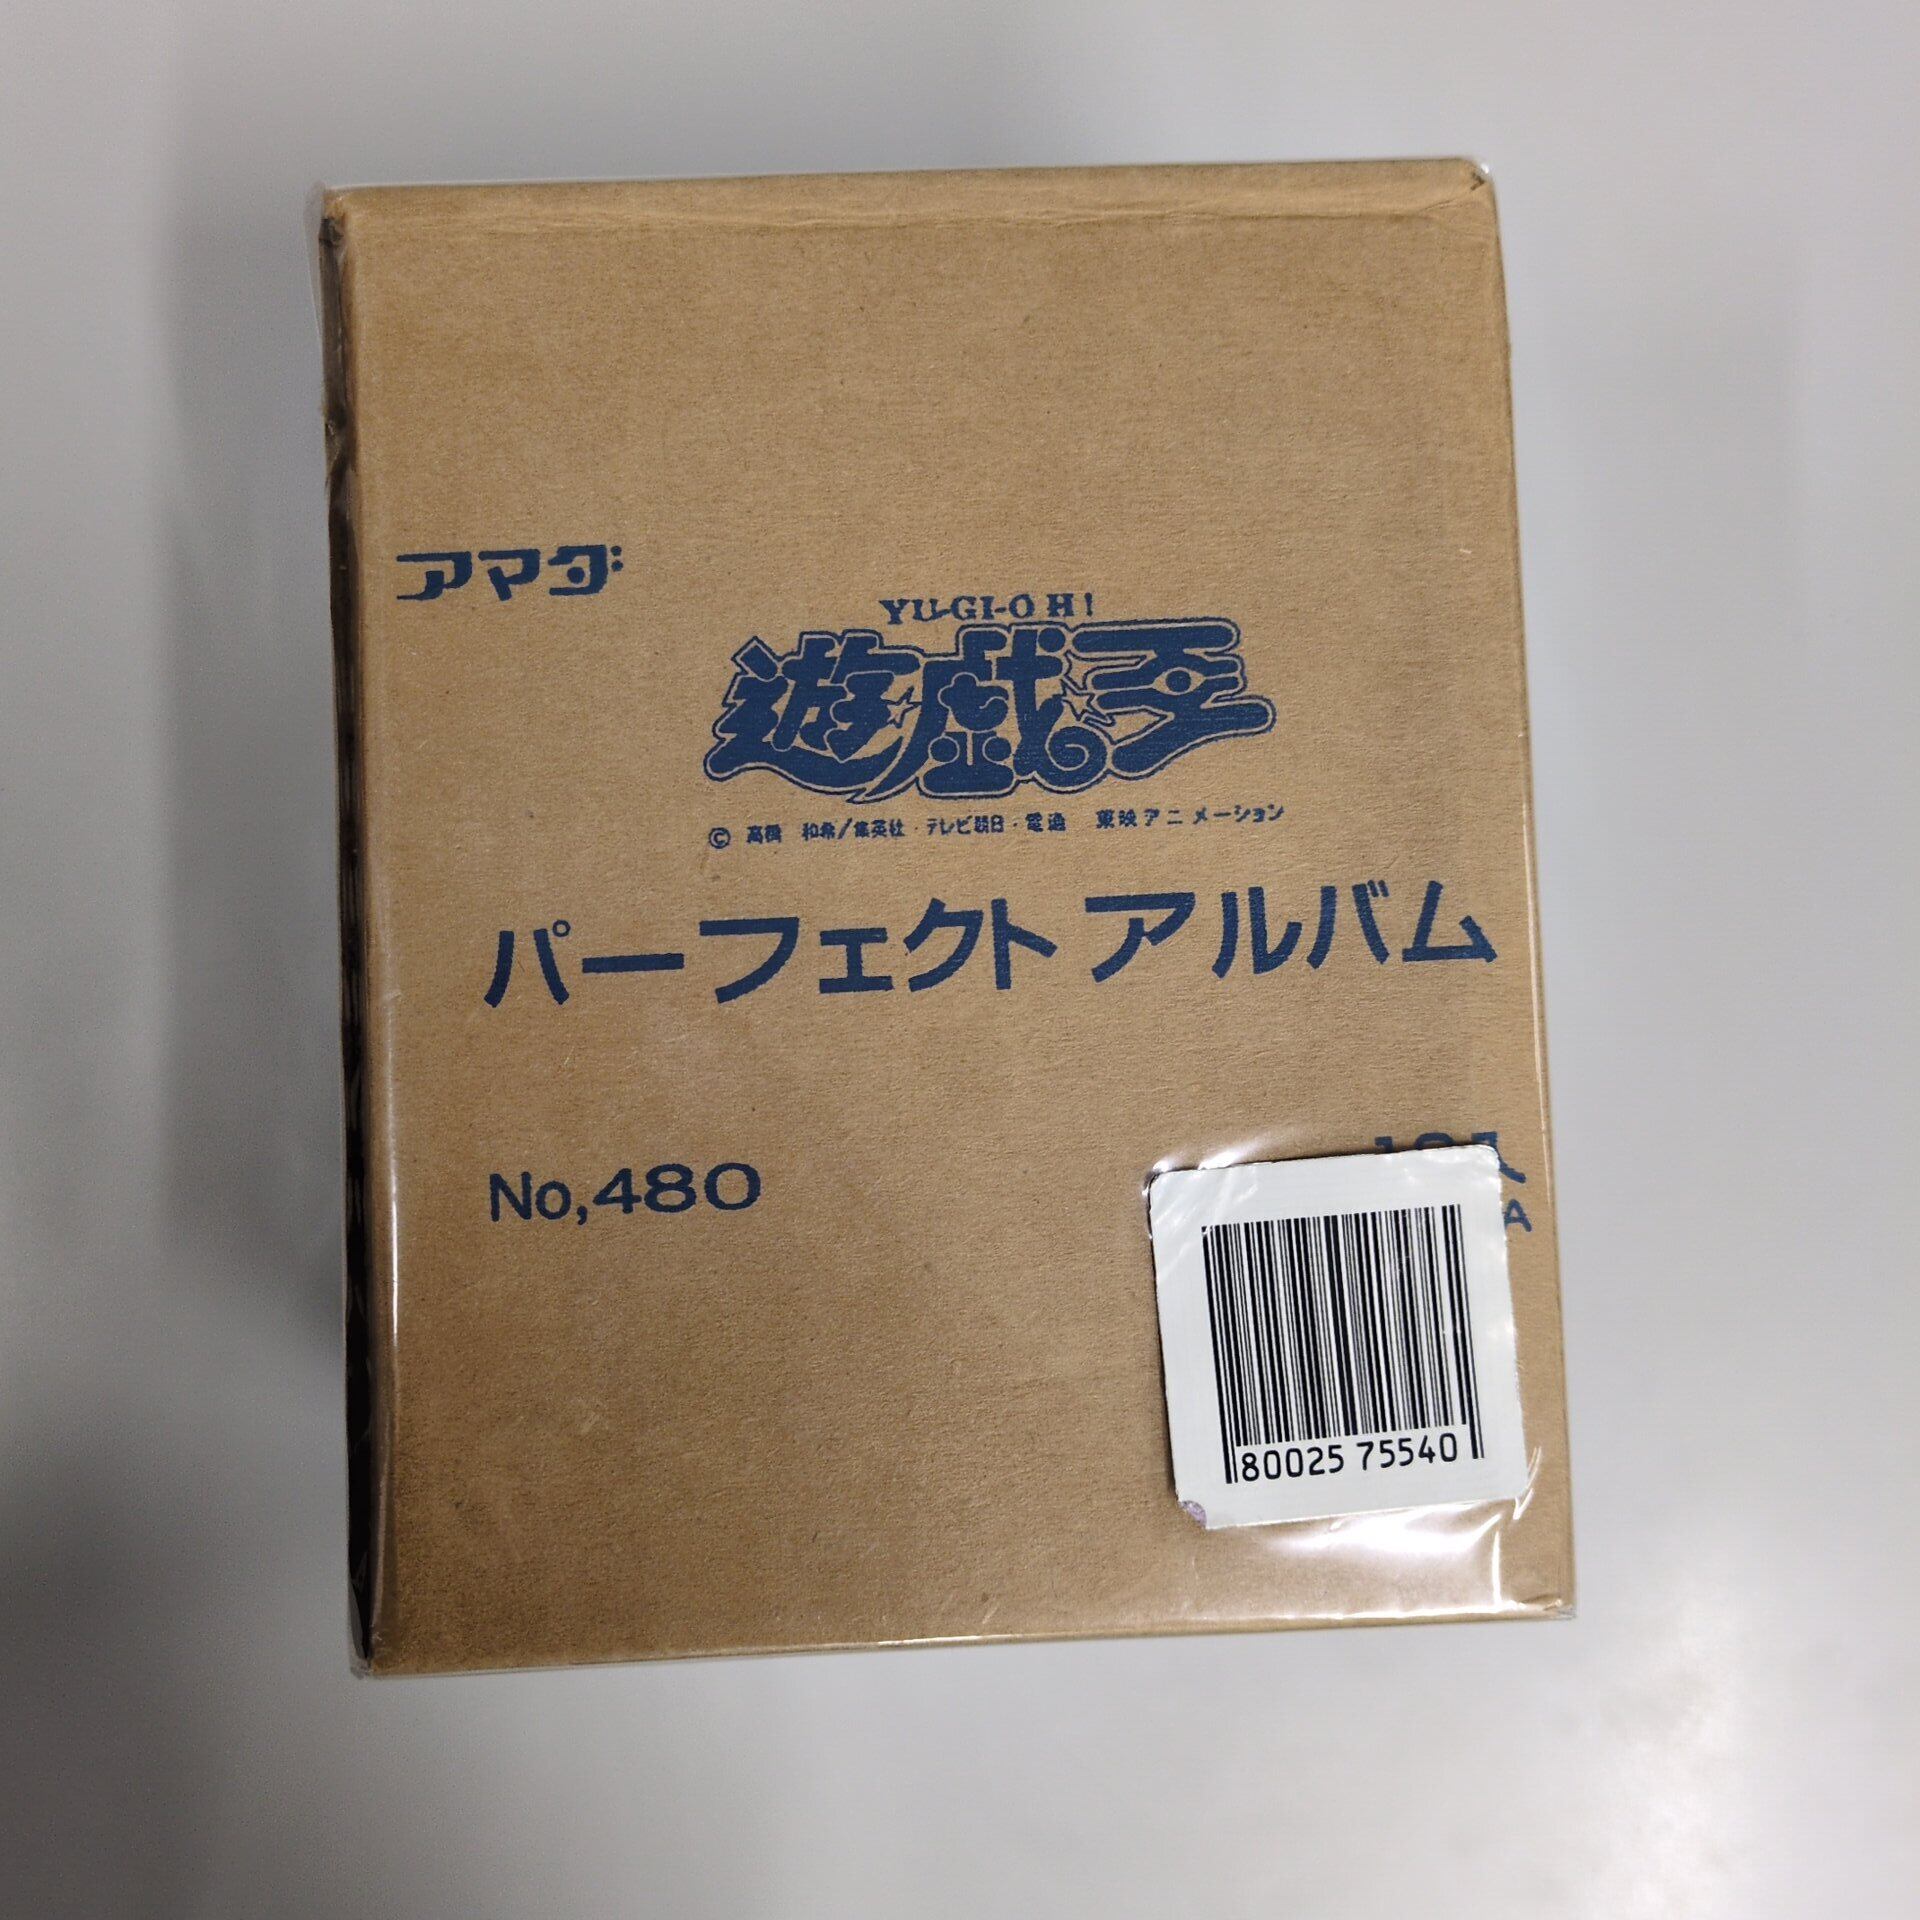 アマダ
YU-GI-OH!
遊戯王
© 高橋 和希/集英社・テレビ朝日・電通 東映アニメーション
パーフェクトアルバム
No,480
A
80025 75540